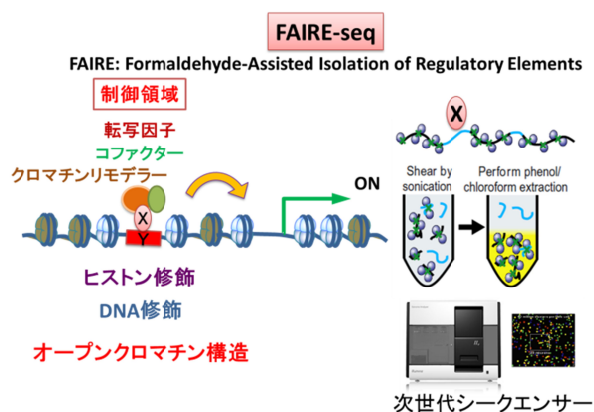 FAIRE-seq
FAIRE: Formaldehyde-Assisted Isolation of Regulatory Elements
制御領域
転写因子
コファクター
クロマチンリモデラー
X
Y
ON
ヒストン修飾
DNA修飾
オープンクロマチン構造
X
Shear by
sonication
Perform phenol/
chloroform extraction
次世代シークエンサー